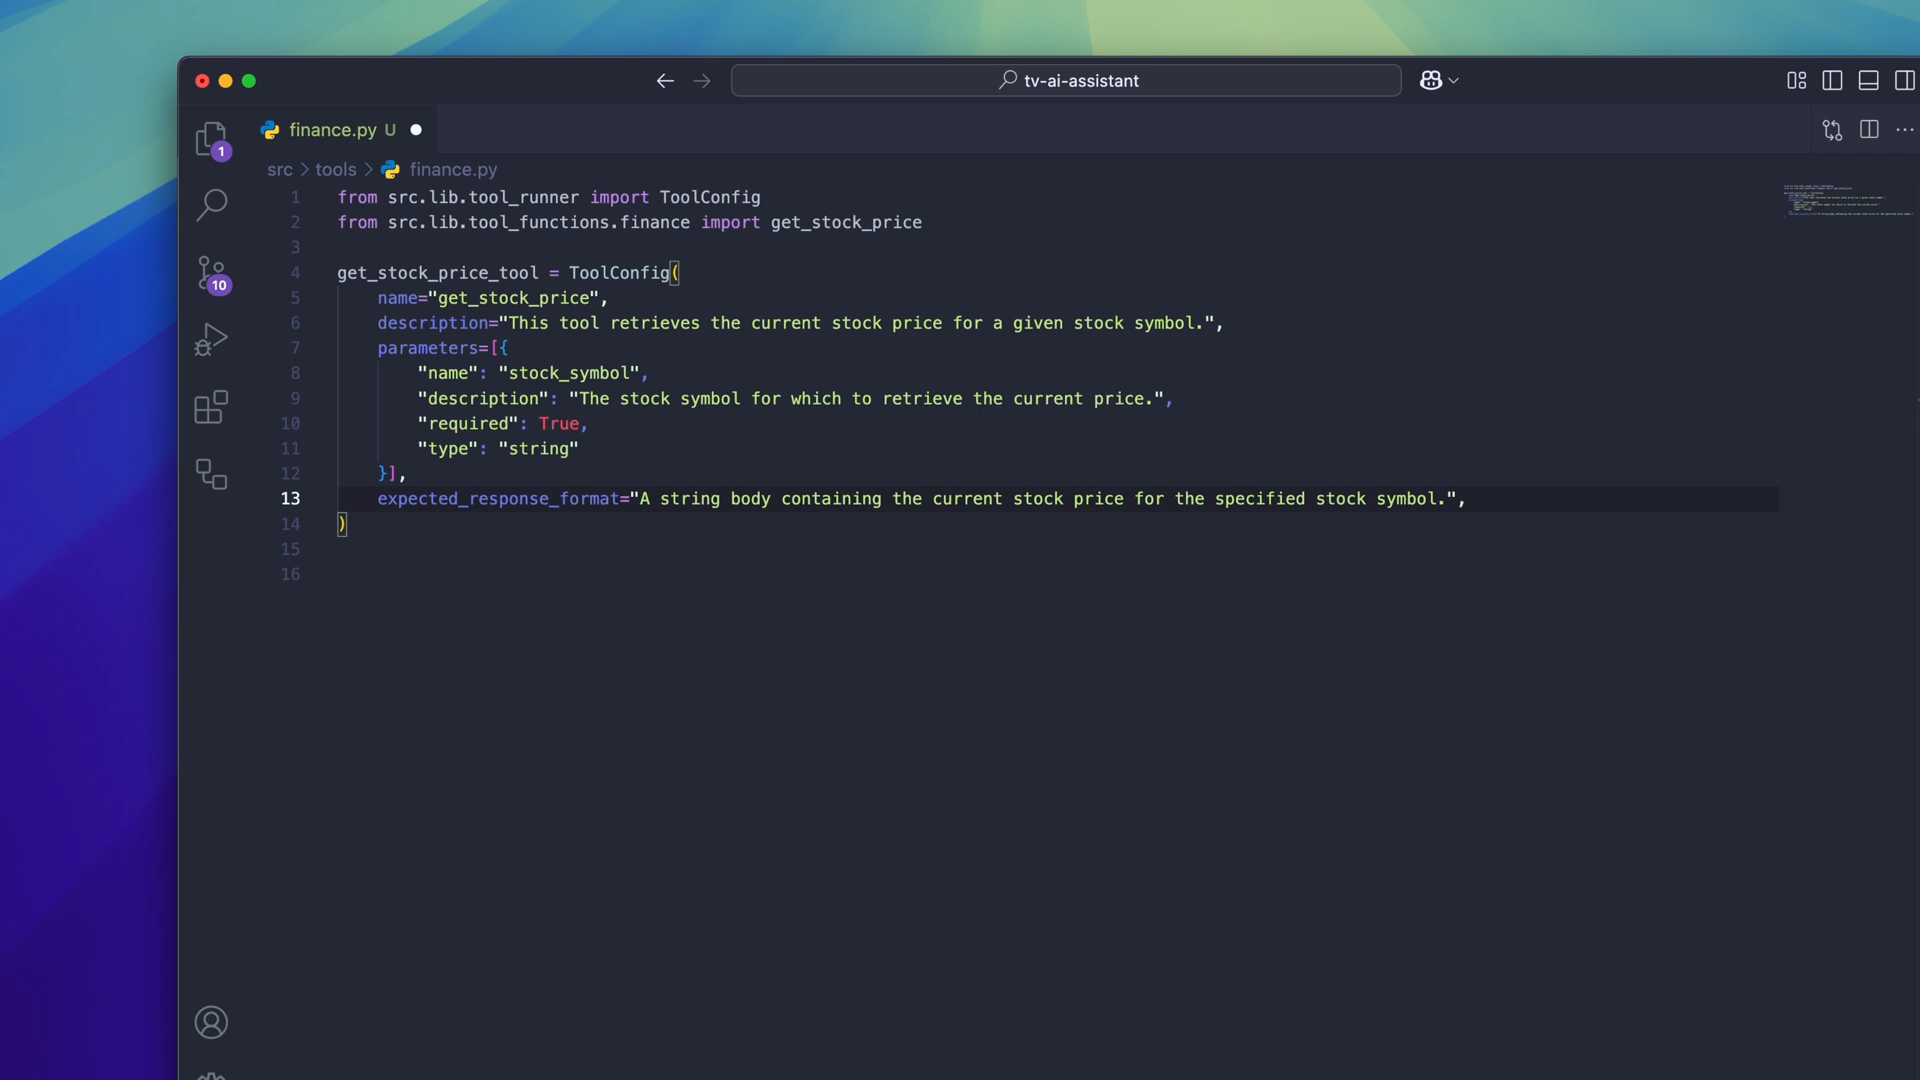 tv-ai-assistant
finance.py U
1
src > tools > finance.py
1 from src.lib.tool_runner import ToolConfig
2 from src.lib.tool_functions.finance import get_stock_price
3
4 get_stock_price_tool = ToolConfig(
5 name="get_stock_price",
6 description="This tool retrieves the current stock price for a given stock symbol.",
7 parameters=[{
8 "name": "stock_symbol",
9 "description": "The stock symbol for which to retrieve the current price.",
10 "required": True,
11 "type": "string"
12 }],
13 expected_response_format="A string body containing the current stock price for the specified stock symbol.",
14 )
15
16
10